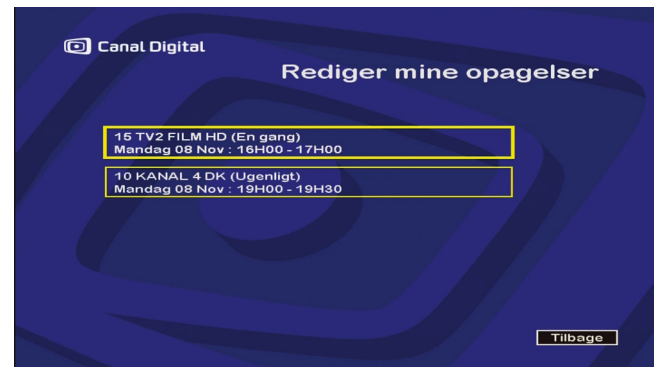 Canal Digital
Rediger mine opagelser
15 TV2 FILM HD (En gang)
Mandag 08 Nov : 16H00 - 17H00
10 KANAL 4 DK (Ugenligt)
Mandag 08 Nov : 19H00 - 19H30
Tilbage